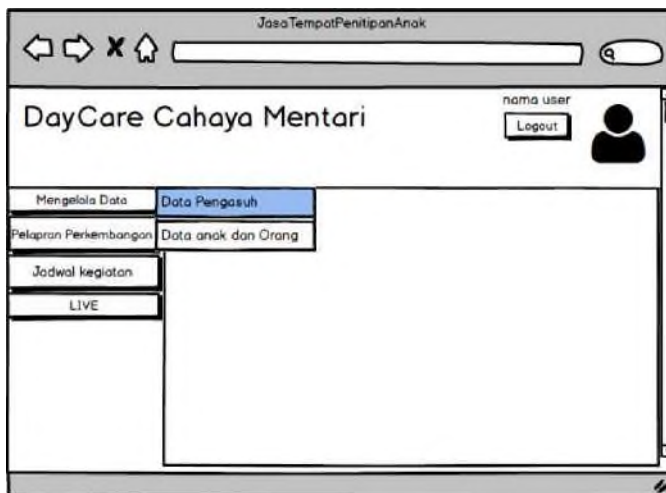 JasaTempatPenitipanAnak
DayCare Cahaya Mentari
nama user
Logout
Mengelola Data
Data Pengasuh
Pelapran Perkembangan
Data anak dan Orang
Jadwal kegiatan
LIVE